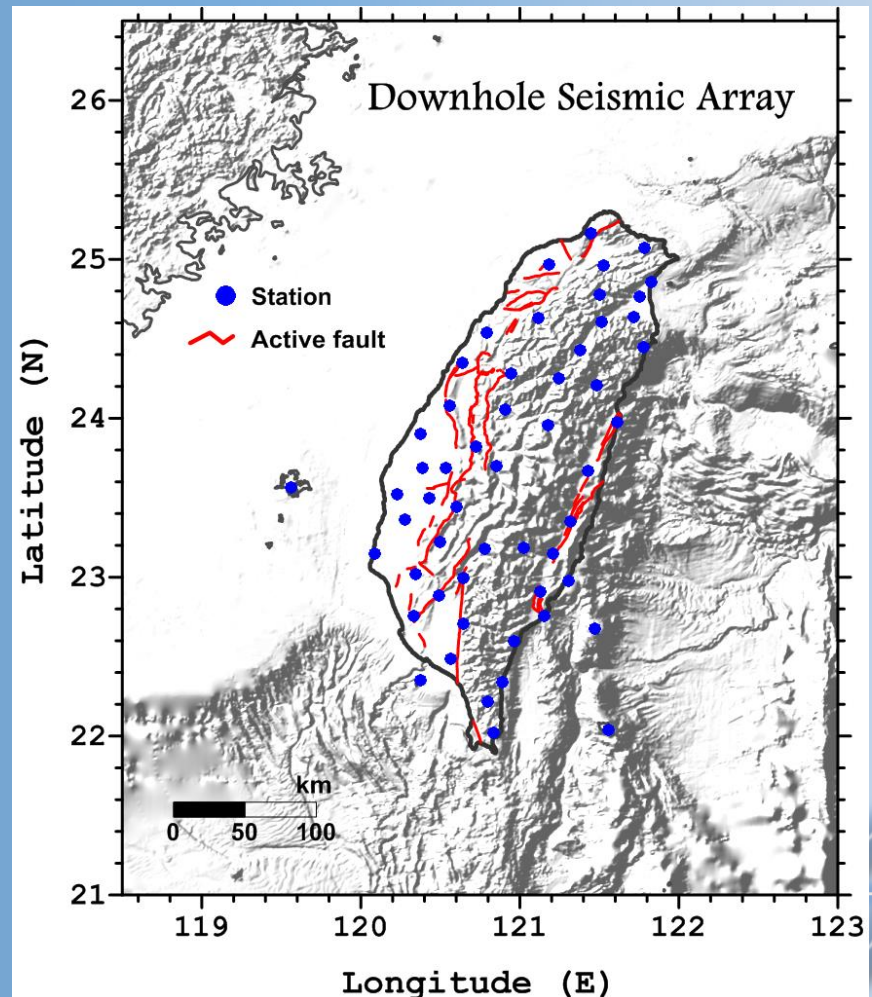 Downhole Seismic Array
Station
Active fault
Latitude (N)
26
25
24
23
22
21
km
0 50 100
119 120 121 122 123
Longitude (E)